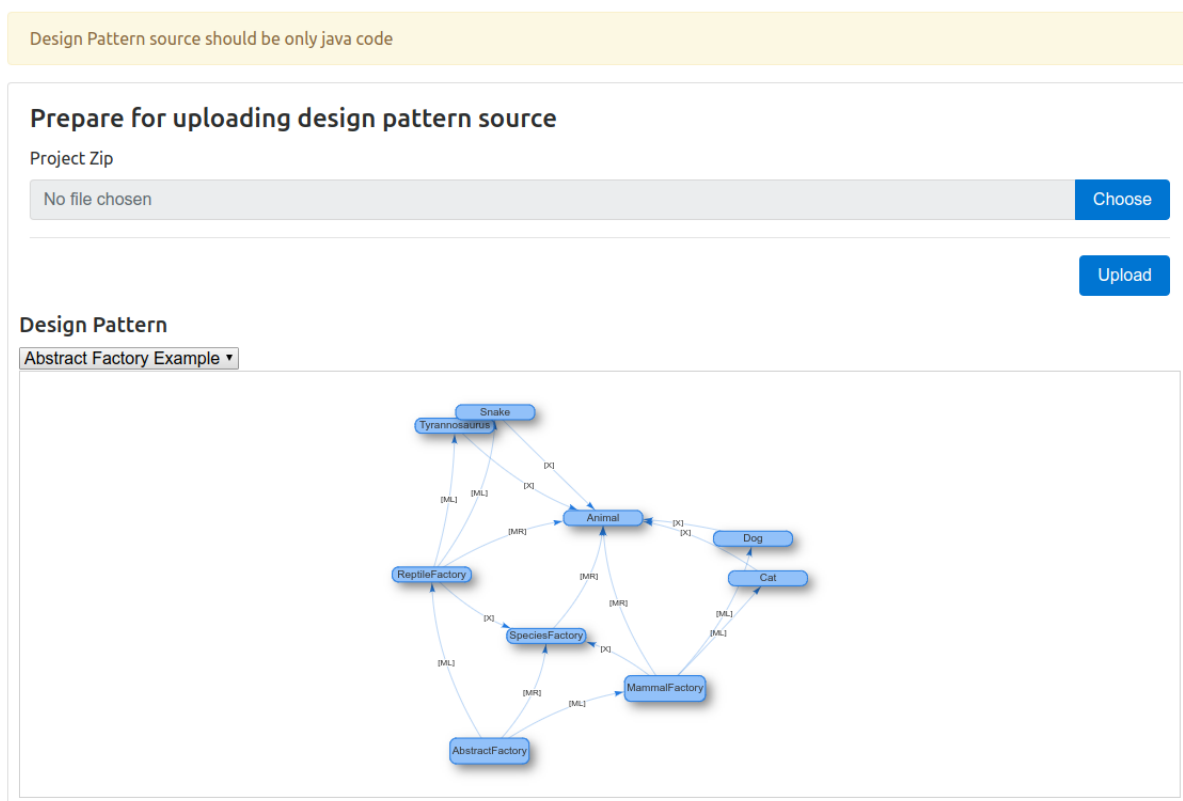 Design Pattern source should be only java code
Prepare for uploading design pattern source
Project Zip
No file chosen
Choose
Upload
Design Pattern
Abstract Factory Example
Snake
Tyrannosaurus
[X]
[X]
[ML]
[ML]
Animal
[X]
[MR]
[X]
Dog
ReptileFactory
[MR]
Cat
[MR]
[ML]
[X]
SpeciesFactory
[ML]
[X]
[ML]
MammalFactory
[MR]
[ML]
AbstractFactory